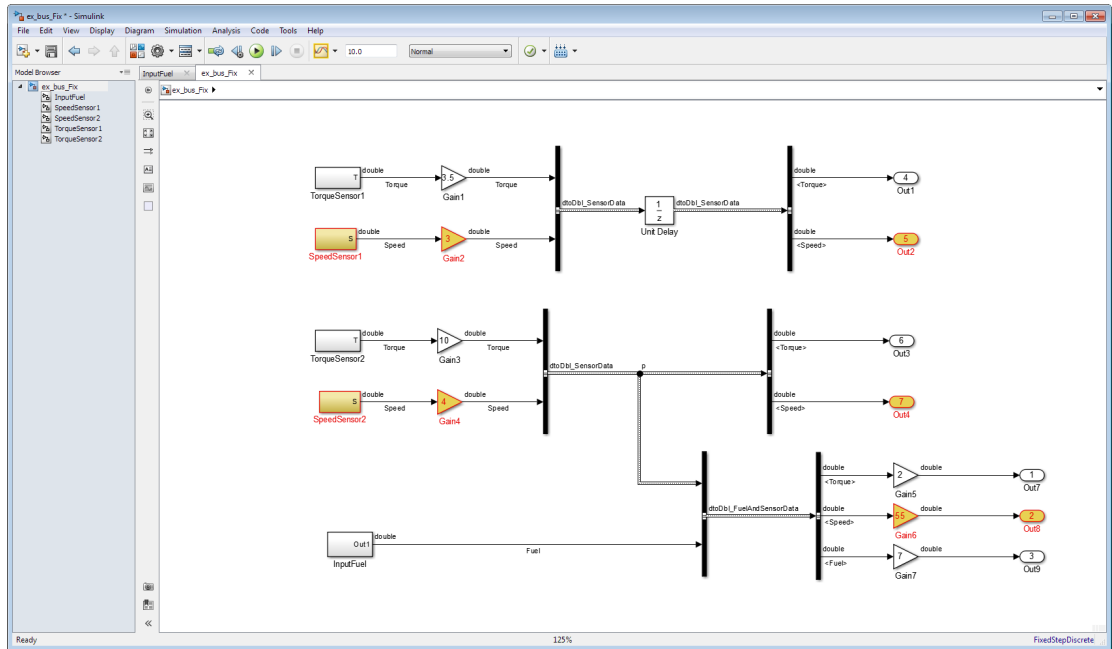 ex_bus_Fix * - Simulink
File Edit View Display Diagram Simulation Analysis Code Tools Help
10.0 Normal
Model Browser
InputFuel ex_bus_Fix
ex_bus_Fix
InputFuel
SpeedSensor1
SpeedSensor2
TorqueSensor1
TorqueSensor2
ex_bus_Fix
T double Torque 3.5 double Torque
TorqueSensor1 Gain1
S double Speed 3 double Speed
SpeedSensor1 Gain2
dtoDbl_SensorData 1 z dtoDbl_SensorData
Unit Delay
double <Torque> 4
Out1
double <Speed> 5
Out2
T double Torque 10 double Torque
TorqueSensor2 Gain3
S double Speed 4 double Speed
SpeedSensor2 Gain4
dtoDbl_SensorData p
double <Torque> 6
Out3
double <Speed> 7
Out4
Out1 double Fuel
InputFuel
dtoDbl_FuelAndSensorData
double <Torque> 2 double 1
Gain5 Out7
double <Speed> 55 double 2
Gain6 Out8
double <Fuel> 7 double 3
Gain7 Out9
Ready 125% FixedStepDiscrete